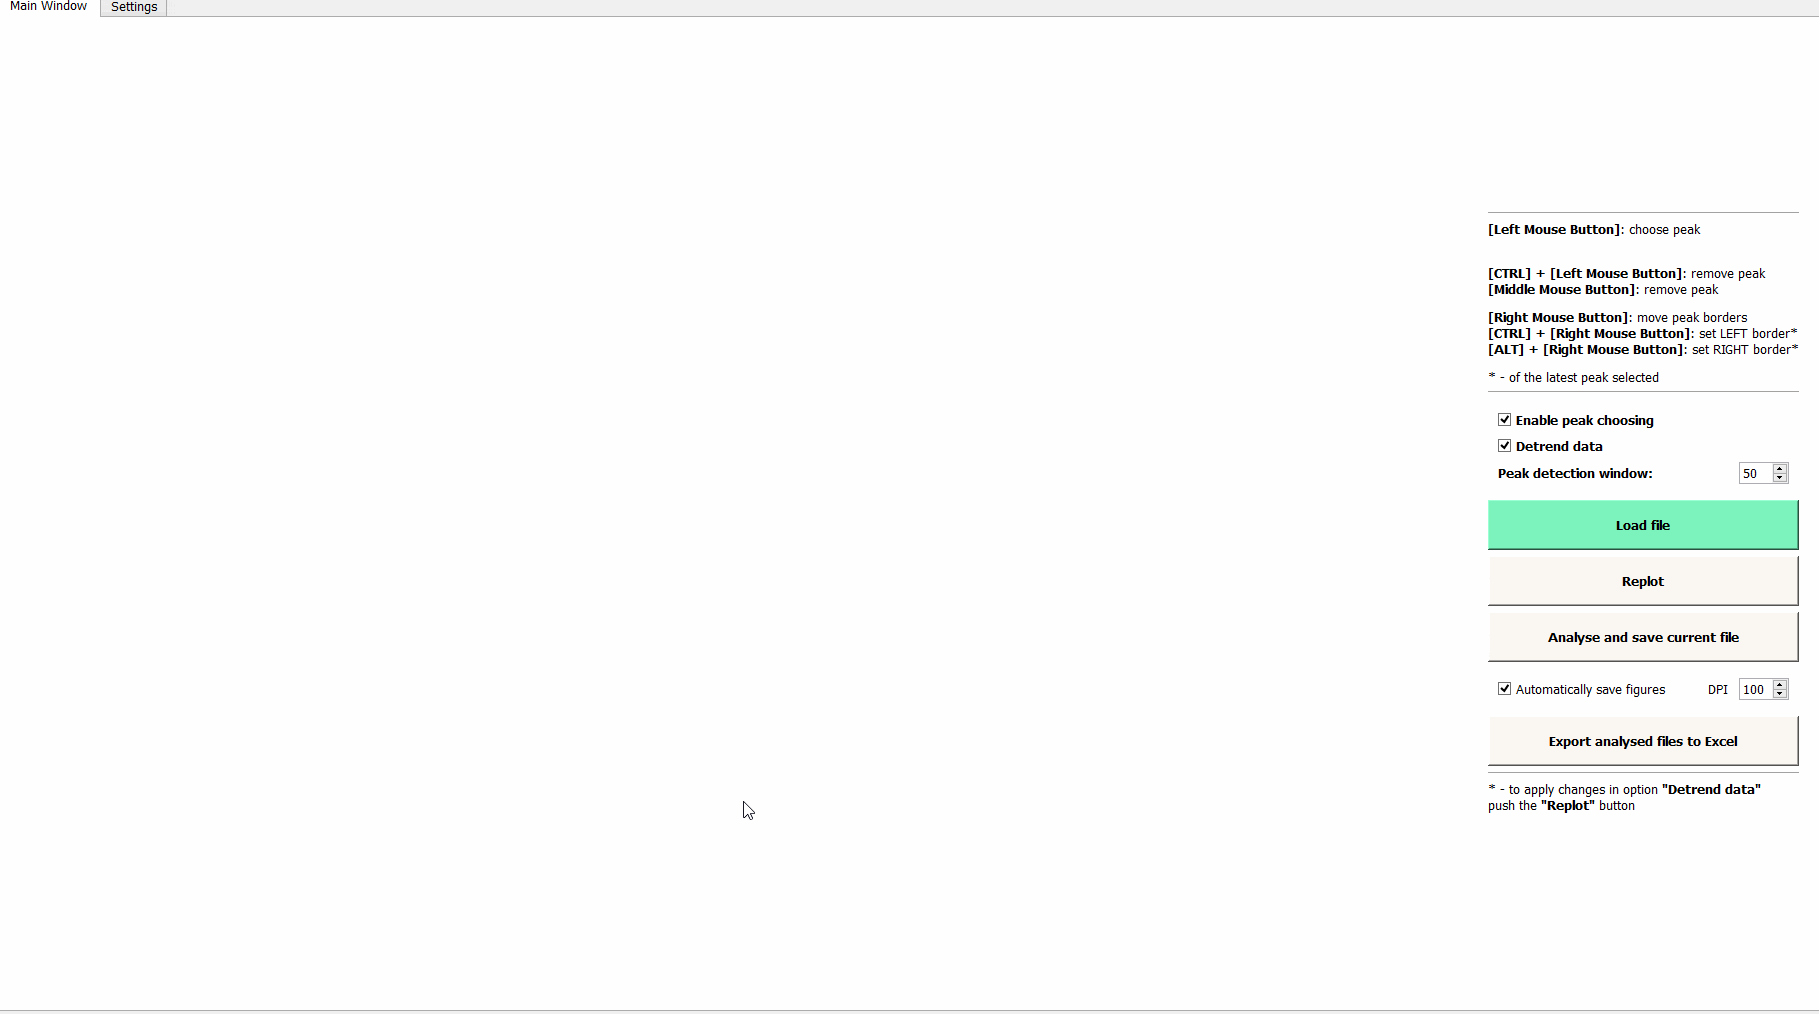 Main Window Settings
[Left Mouse Button]: choose peak
[CTRL] + [Left Mouse Button]: remove peak
[Middle Mouse Button]: remove peak
[Right Mouse Button]: move peak borders
[CTRL] + [Right Mouse Button]: set LEFT border*
[ALT] + [Right Mouse Button]: set RIGHT border*
* - of the latest peak selected
Enable peak choosing
Detrend data
Peak detection window: 50
Load file
Replot
Analyse and save current file
Automatically save figures DPI 100
Export analysed files to Excel
* - to apply changes in option "Detrend data"
push the "Replot" button